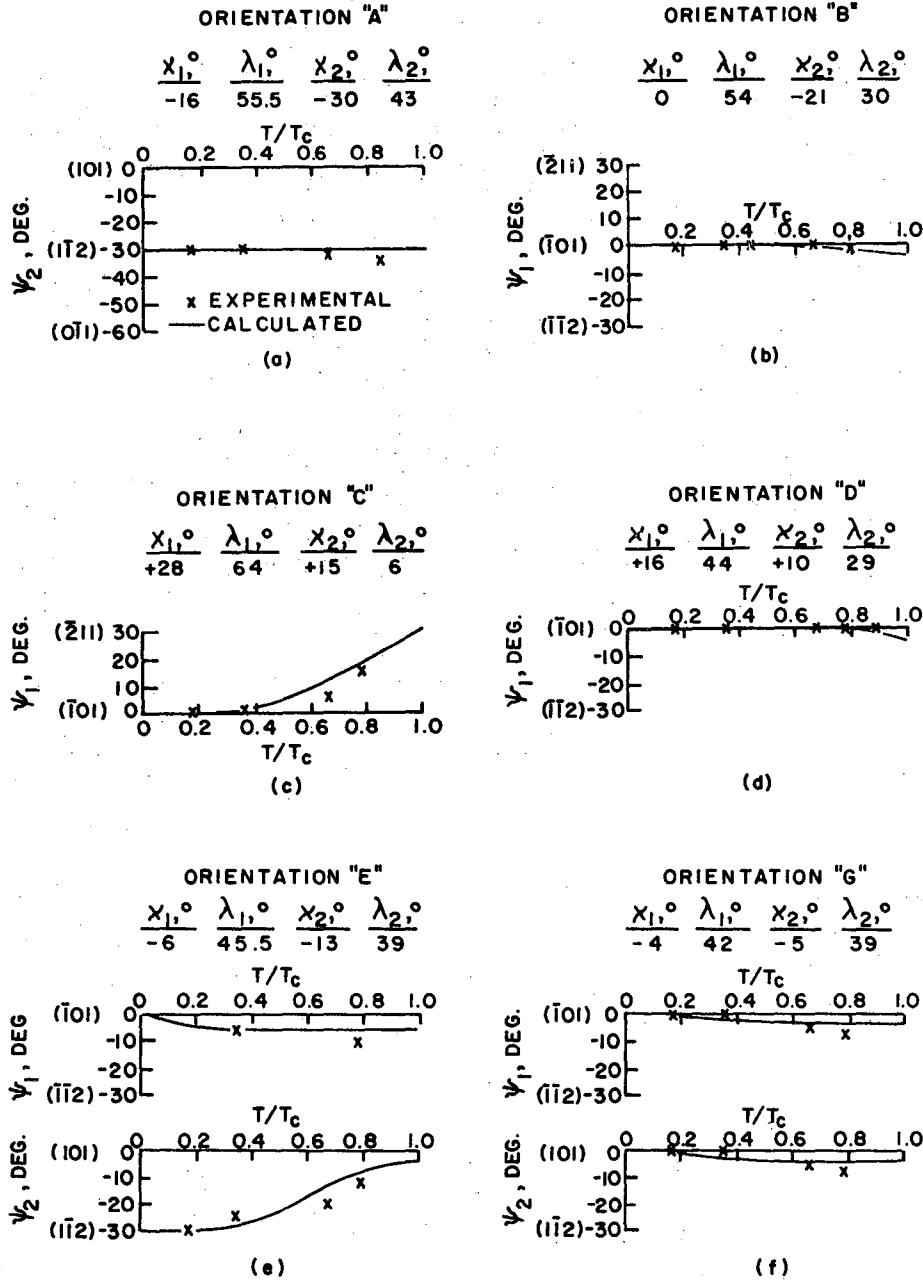 ORIENTATION "A"
χ₁,° λ₁,° χ₂,° λ₂,°
-16 55.5 -30 43
T/Tc
0 0.2 0.4 0.6 0.8 1.0
(101) 0
-10
-20
(11̄2) -30
-40
-50
(01̄1) -60
ψ₂, DEG.
x EXPERIMENTAL
— CALCULATED
(a)
ORIENTATION "B"
χ₁,° λ₁,° χ₂,° λ₂,°
0 54 -21 30
(2̄11̄) 30
20
10
T/Tc
0.2 0.4 0.6 0.8 1.0
(1̄01) 0
-10
-20
(1̄1̄2) -30
ψ₁, DEG.
(b)
ORIENTATION "C"
χ₁,° λ₁,° χ₂,° λ₂,°
+28 64 +15 6
(2̄11) 30
20
10
(1̄01) 0
ψ₁, DEG.
0 0.2 0.4 0.6 0.8 1.0
T/Tc
(c)
ORIENTATION "D"
χ₁,° λ₁,° χ₂,° λ₂,°
+16 44 +10 29
T/Tc
0 0.2 0.4 0.6 0.8 1.0
(1̄01) 0
-10
-20
(1̄1̄2) -30
ψ₁, DEG.
(d)
ORIENTATION "E"
χ₁,° λ₁,° χ₂,° λ₂,°
-6 45.5 -13 39
T/Tc
0 0.2 0.4 0.6 0.8 1.0
(1̄01) 0
-10
-20
(1̄1̄2) -30
ψ₁, DEG
T/Tc
0 0.2 0.4 0.6 0.8 1.0
(101) 0
-10
-20
(11̄2) -30
ψ₂, DEG.
(e)
ORIENTATION "G"
χ₁,° λ₁,° χ₂,° λ₂,°
-4 42 -5 39
T/Tc
0 0.2 0.4 0.6 0.8 1.0
(1̄01) 0
-10
-20
(1̄1̄2) -30
ψ₁, DEG.
T/Tc
0 0.2 0.4 0.6 0.8 1.0
(101) 0
-10
-20
(11̄2) -30
ψ₂, DEG.
(f)